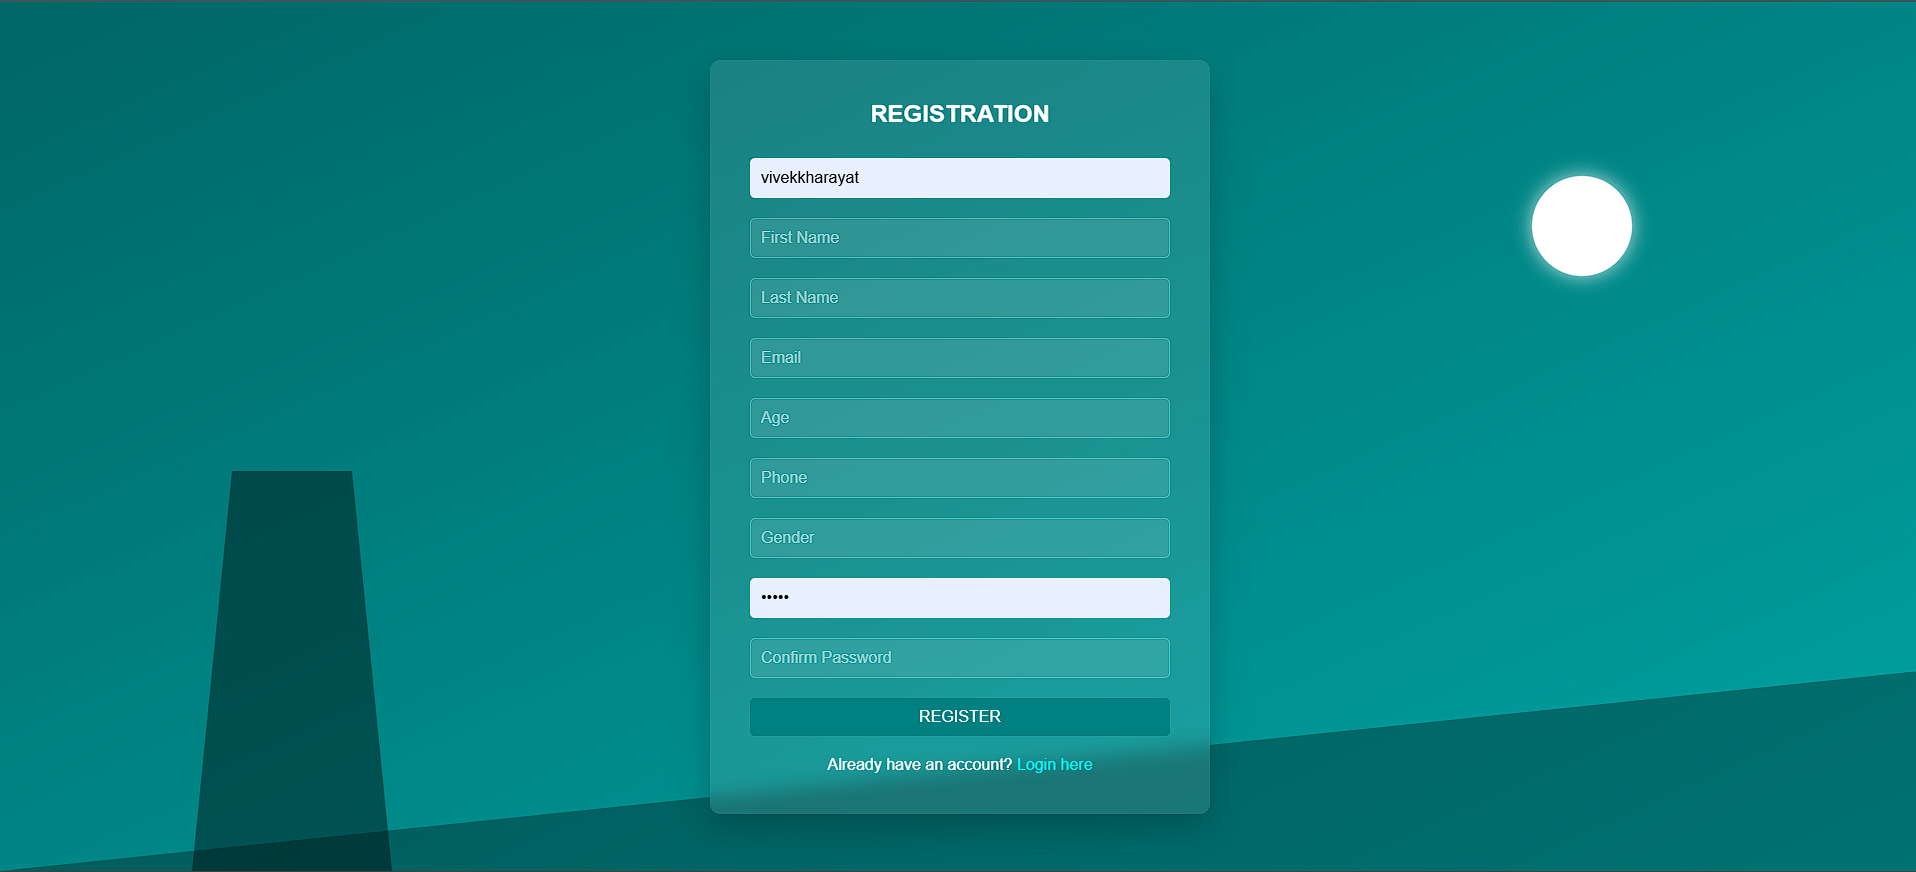 REGISTRATION
vivekkharayat
First Name
Last Name
Email
Age
Phone
Gender
•••••
Confirm Password
REGISTER
Already have an account? Login here